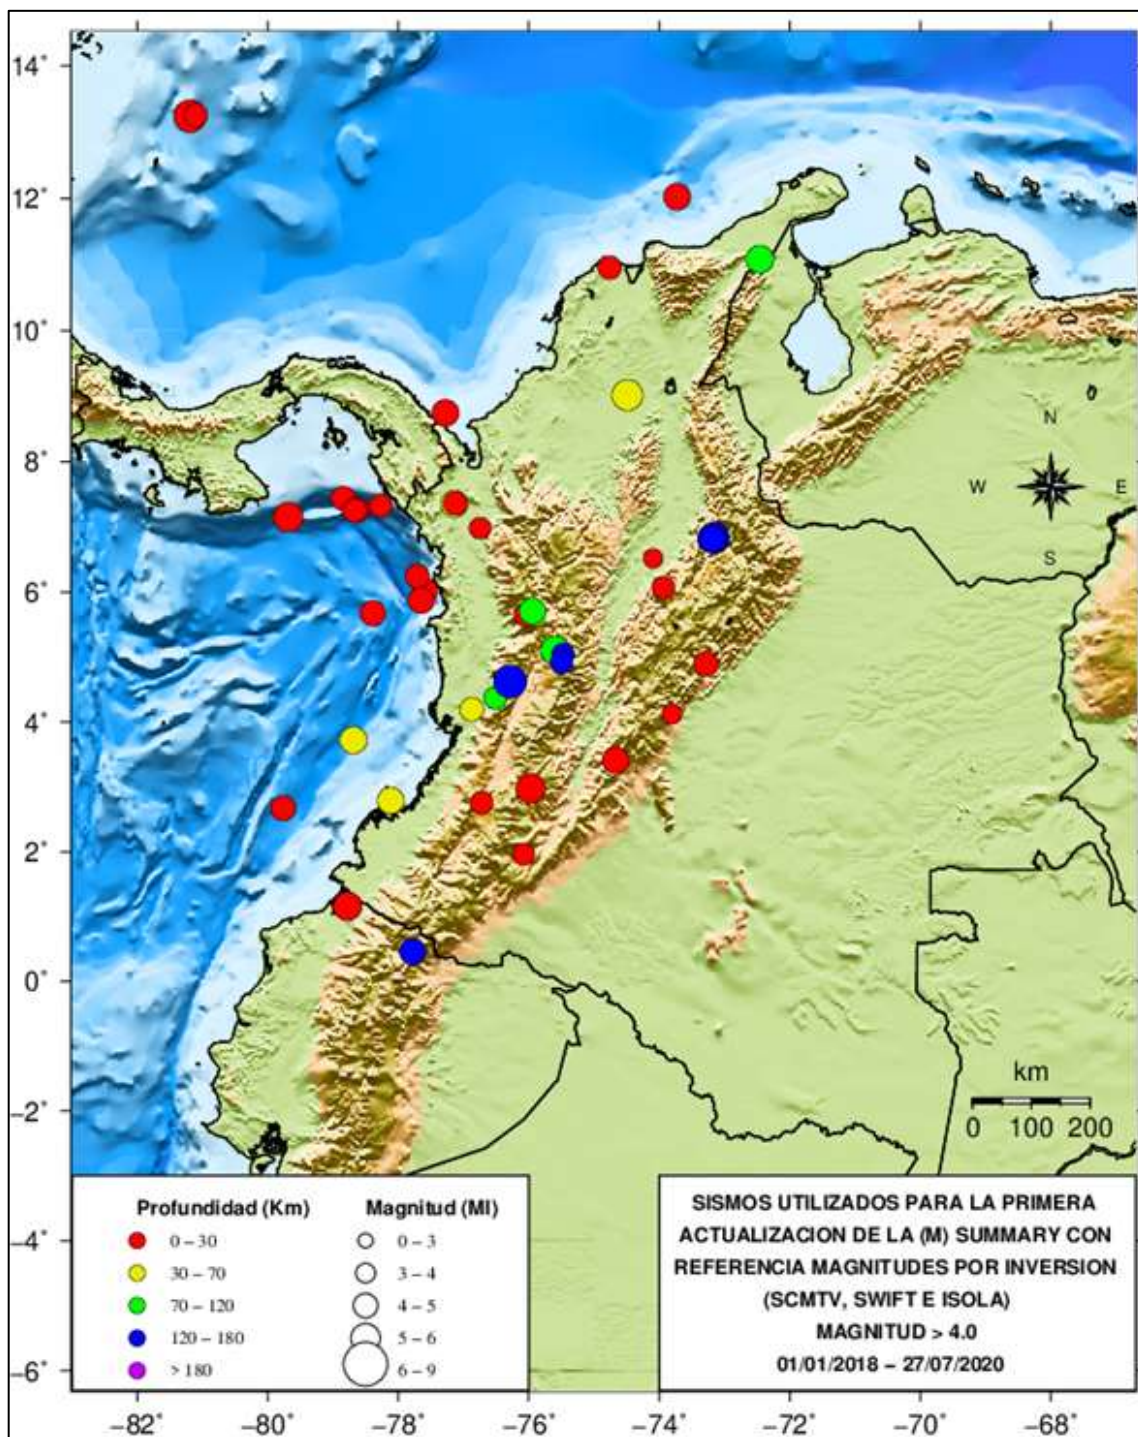 14°
12°
10°
8°
6°
4°
2°
0°
−2°
−4°
−6°
N
W E
S
km
0 100 200
Profundidad (Km)
0 – 30
30 – 70
70 – 120
120 – 180
> 180
Magnitud (Ml)
0 – 3
3 – 4
4 – 5
5 – 6
6 – 9
SISMOS UTILIZADOS PARA LA PRIMERA
ACTUALIZACION DE LA (M) SUMMARY CON
REFERENCIA MAGNITUDES POR INVERSION
(SCMTV, SWIFT E ISOLA)
MAGNITUD > 4.0
01/01/2018 – 27/07/2020
−82° −80° −78° −76° −74° −72° −70° −68°